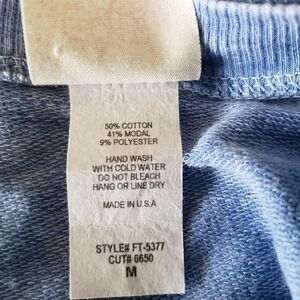 50% COTTON
41% MODAL
9% POLYESTER
HAND WASH
WITH COLD WATER
DO NOT BLEACH
HANG OR LINE DRY
MADE IN U.S.A
STYLE# FT-5377
CUT# 6650
M